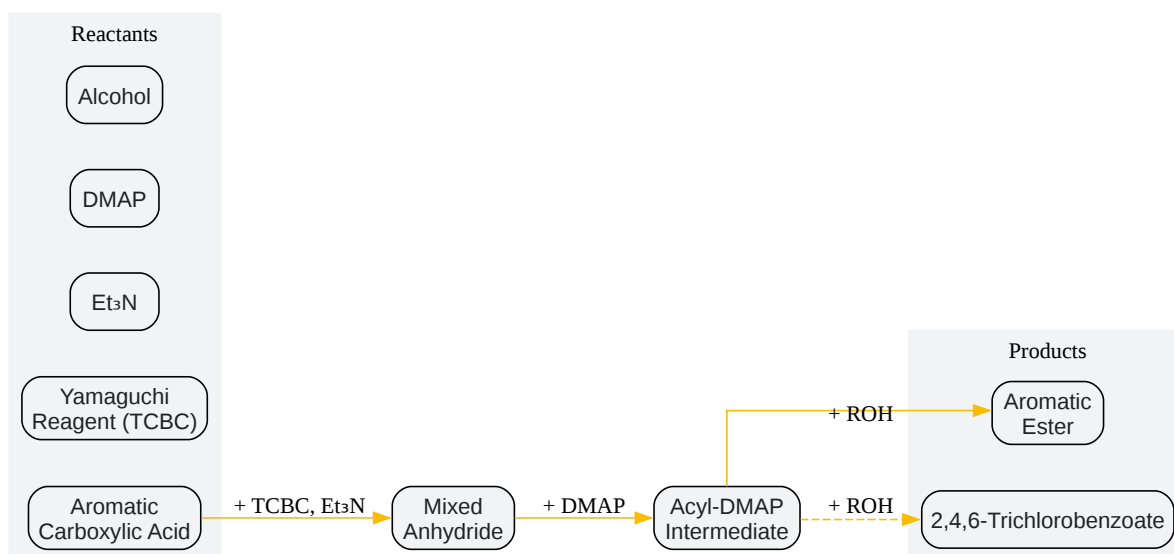 Reactants
Alcohol
DMAP
Et₃N
Yamaguchi
Reagent (TCBC)
Products
Aromatic
Ester
+ ROH
Aromatic
Carboxylic Acid
+ TCBC, Et₃N
Mixed
Anhydride
+ DMAP
Acyl-DMAP
Intermediate
+ ROH
2,4,6-Trichlorobenzoate